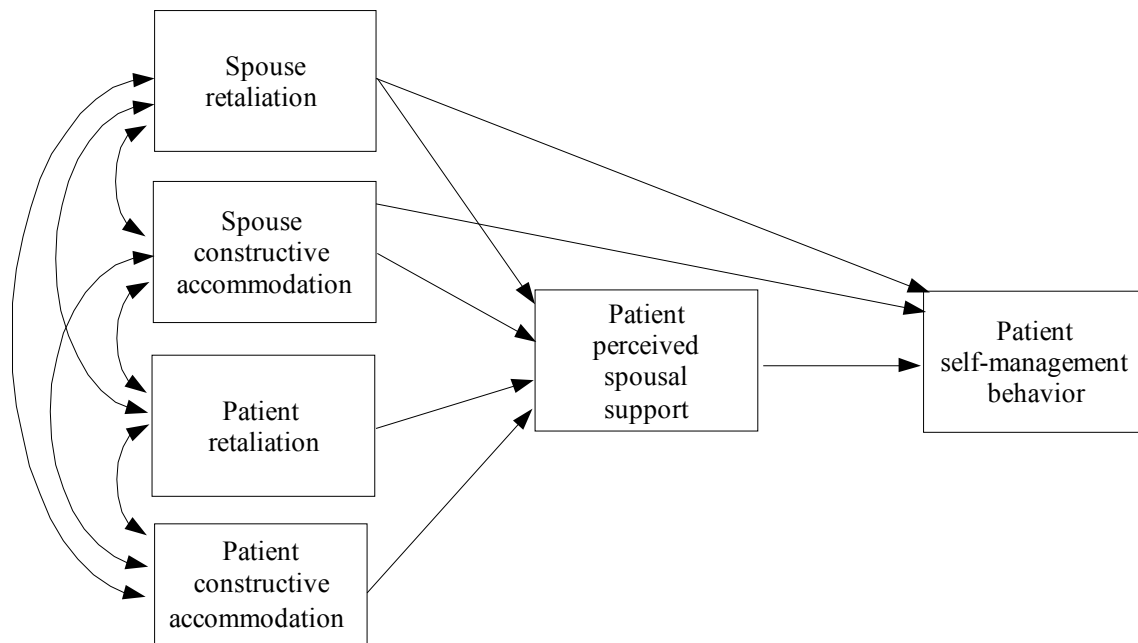 Spouse
retaliation
Spouse
constructive
accommodation
Patient
retaliation
Patient
constructive
accommodation
Patient
perceived
spousal
support
Patient
self-management
behavior